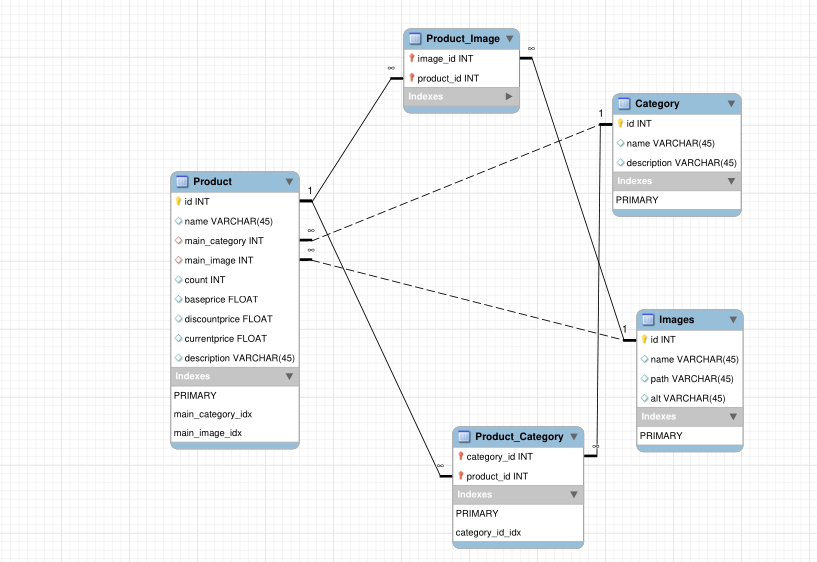 Product_Image
image_id INT
product_id INT
Indexes
∞
∞
Category
id INT
name VARCHAR(45)
description VARCHAR(45)
Indexes
PRIMARY
1
Product
id INT
name VARCHAR(45)
main_category INT
main_image INT
count INT
baseprice FLOAT
discountprice FLOAT
currentprice FLOAT
description VARCHAR(45)
Indexes
PRIMARY
main_category_idx
main_image_idx
1
∞
∞
Images
id INT
name VARCHAR(45)
path VARCHAR(45)
alt VARCHAR(45)
Indexes
PRIMARY
1
Product_Category
category_id INT
product_id INT
Indexes
PRIMARY
category_id_idx
∞
∞